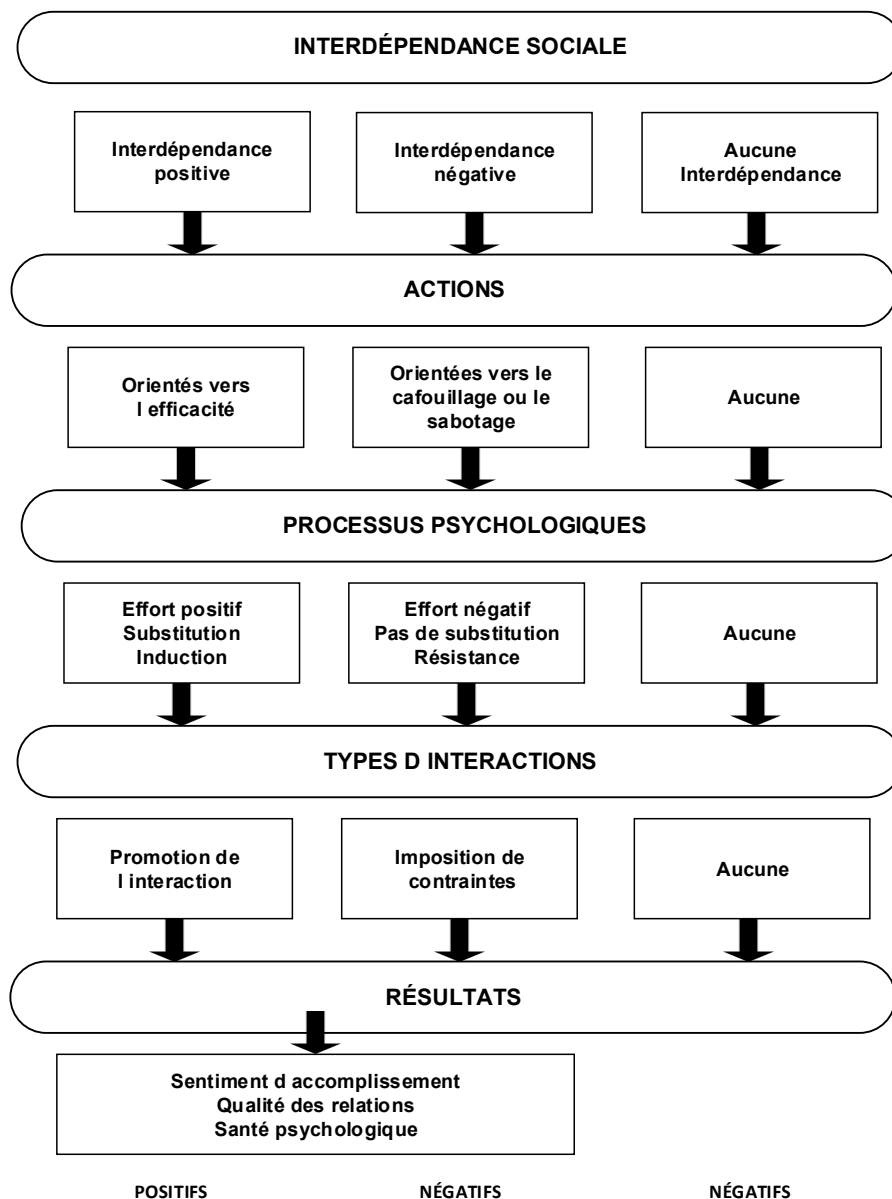 INTERDÉPENDANCE SOCIALE
Interdépendance
positive
Interdépendance
négative
Aucune
Interdépendance
ACTIONS
Orientés vers
l efficacité
Orientées vers le
cafouillage ou le
sabotage
Aucune
PROCESSUS PSYCHOLOGIQUES
Effort positif
Substitution
Induction
Effort négatif
Pas de substitution
Résistance
Aucune
TYPES D INTERACTIONS
Promotion de
l interaction
Imposition de
contraintes
Aucune
RÉSULTATS
Sentiment d accomplissement
Qualité des relations
Santé psychologique
POSITIFS
NÉGATIFS
NÉGATIFS